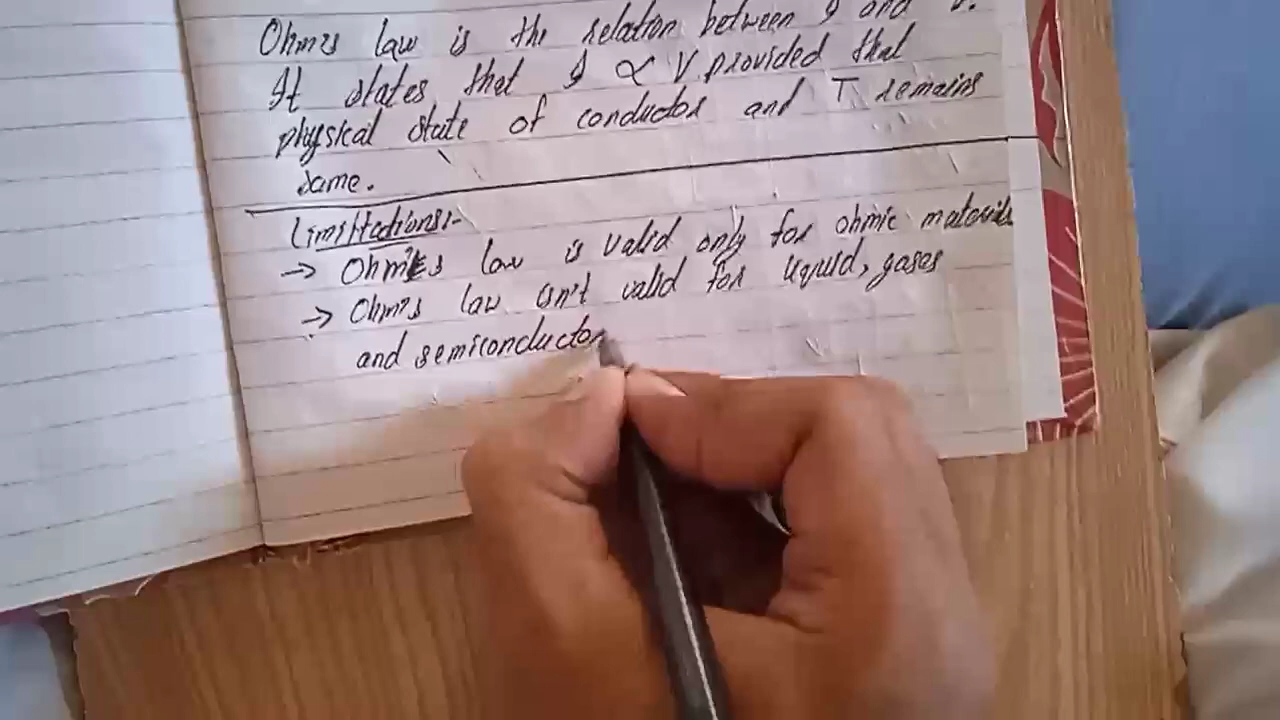 Ohm's law is the relation between I and V.
It states that I ∝ V provided that
physical state of conductor and T remains
same.
Limitations:-
→ Ohm's law is valid only for ohmic materials
→ Ohm's law isn't valid for liquid, gases
and semiconductor